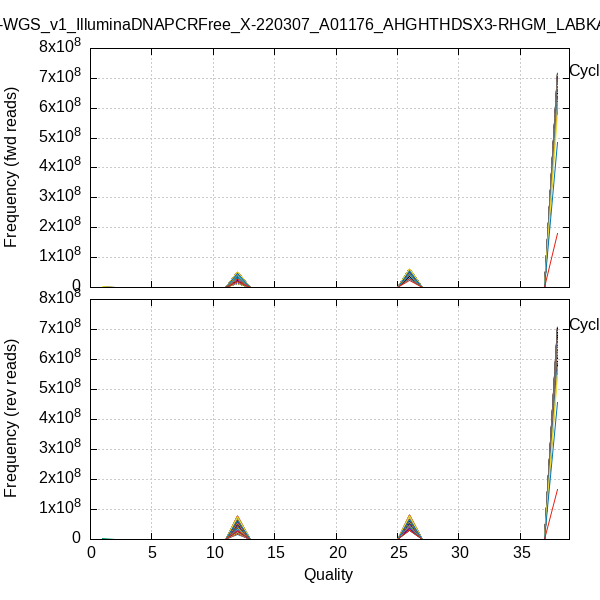 -WGS_v1_IlluminaDNAPCRFree_X-220307_A01176_AHGHTHDSX3-RHGM_LABKA
8x10^8
7x10^8
6x10^8
5x10^8
4x10^8
3x10^8
2x10^8
1x10^8
0
Frequency (fwd reads)
Cycl
8x10^8
7x10^8
6x10^8
5x10^8
4x10^8
3x10^8
2x10^8
1x10^8
0
Frequency (rev reads)
Cycl
0 5 10 15 20 25 30 35
Quality